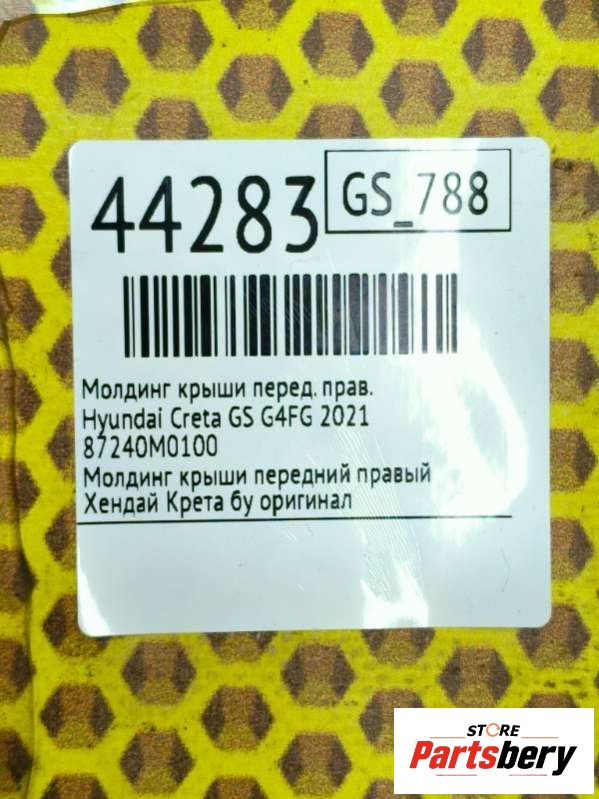 44283
GS_788
Молдинг крыши перед. прав.
Hyundai Creta GS G4FG 2021
87240M0100
Молдинг крыши передний правый
Хендай Крета бу оригинал
STORE
Partsbery